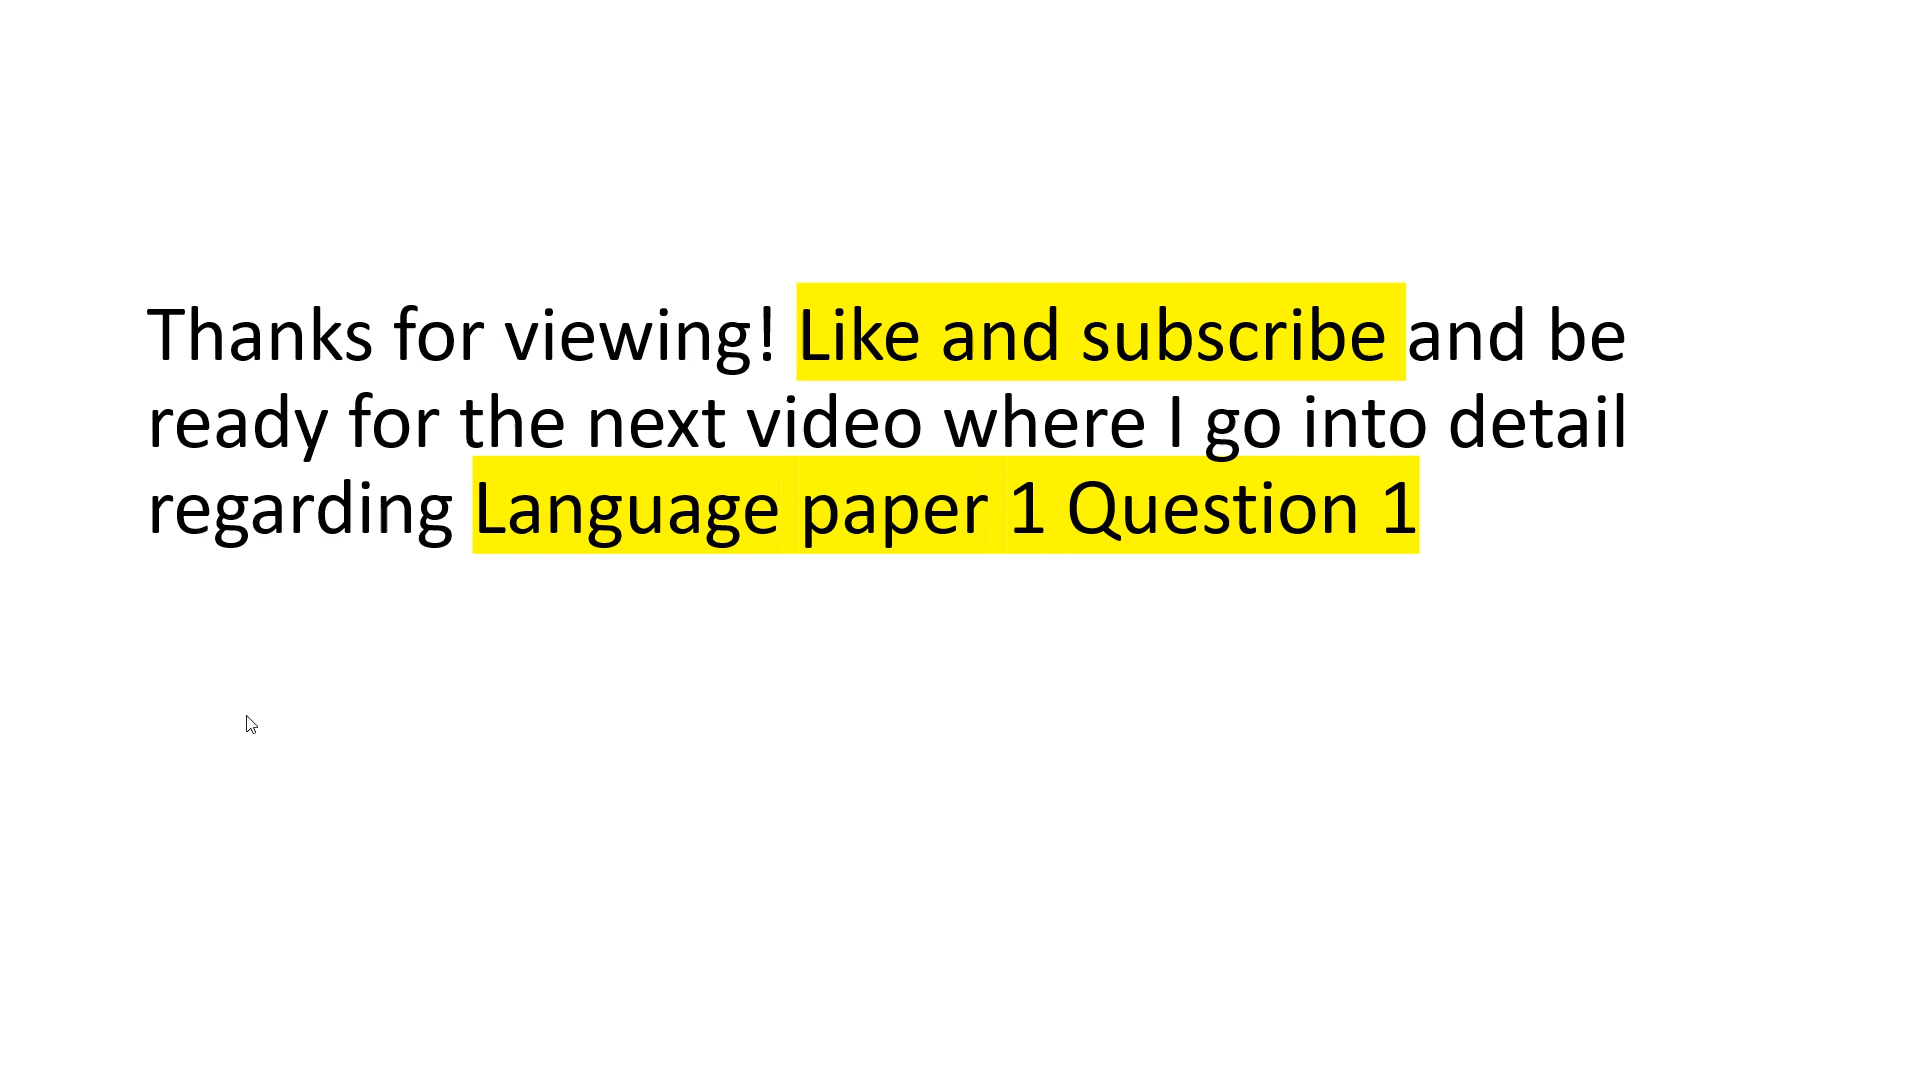 Thanks for viewing! Like and subscribe and be
ready for the next video where I go into detail
regarding Language paper 1 Question 1